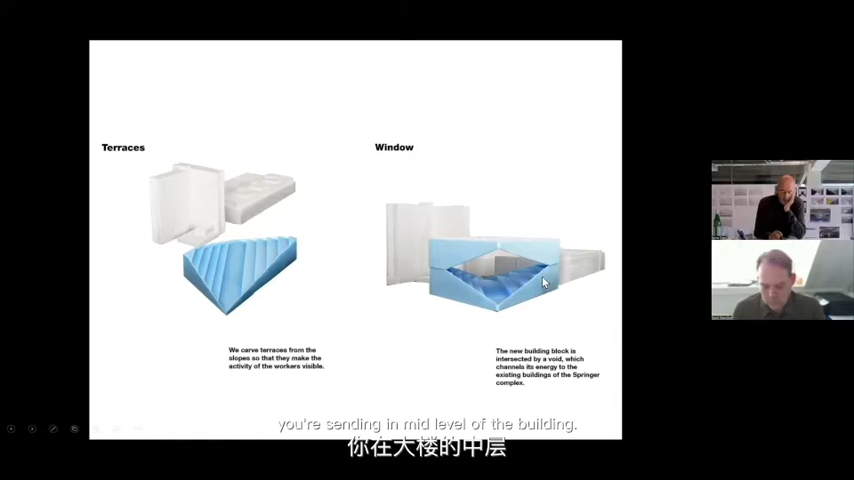 Terraces
Window
We carve terraces from the
slopes so that they make the
activity of the workers visible.
The new building block is
intersected by a void, which
channels its energy to the
existing buildings of the Springer
complex.
you're sending in mid level of the building.
你在大楼的中层